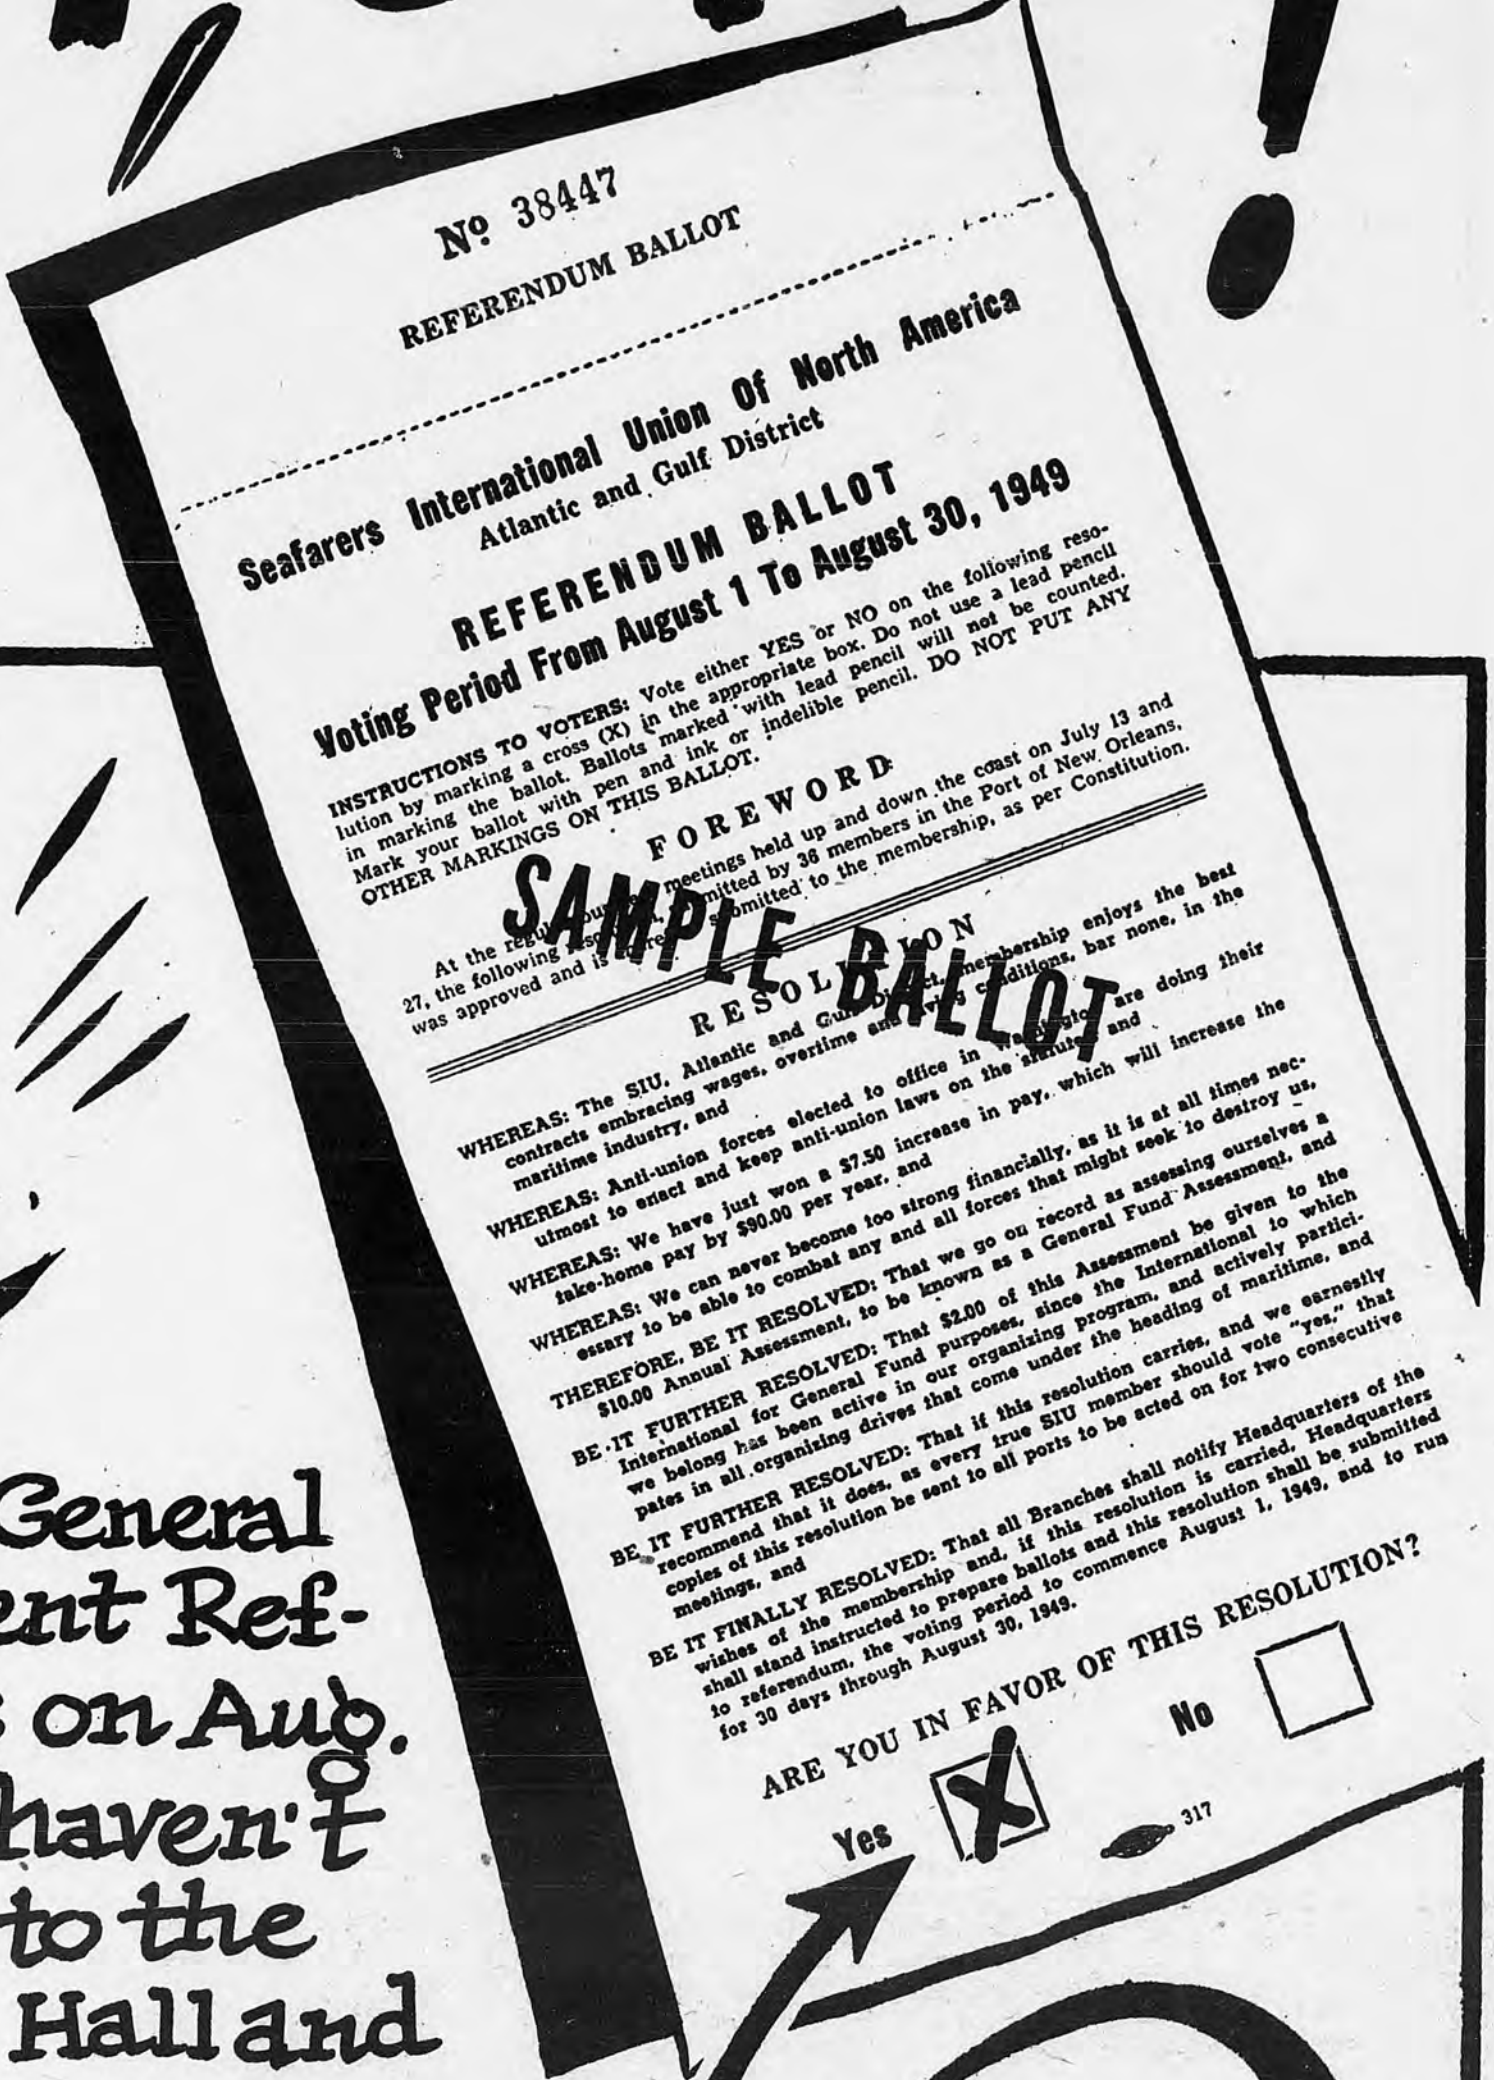 Nº 38447
REFERENDUM BALLOT
Seafarers International Union Of North America
Atlantic and Gulf District
REFERENDUM BALLOT
Voting Period From August 1 To August 30, 1949
INSTRUCTIONS TO VOTERS: Vote either YES or NO on the following reso-
lution by marking a cross (X) in the appropriate box. Do not use a lead pencil
in marking the ballot. Ballots marked with lead pencil will not be counted.
Mark your ballot with pen and ink or indelible pencil. DO NOT PUT ANY
OTHER MARKINGS ON THIS BALLOT.
FOREWORD
At the regular meetings held up and down the coast on July 13 and
27, the following resolution, submitted by 36 members in the Port of New Orleans,
was approved and is submitted to the membership, as per Constitution.
SAMPLE BALLOT
RESOLUTION
WHEREAS: The SIU, Atlantic and Gulf District, membership enjoys the best
contracts embracing wages, overtime and living conditions, bar none, in the
maritime industry, and
WHEREAS: Anti-union forces elected to office in Washington are doing their
utmost to enact and keep anti-union laws on the statutes, and
WHEREAS: We have just won a $7.50 increase in pay, which will increase the
take-home pay by $90.00 per year, and
WHEREAS: We can never become too strong financially, as it is at all times nec-
essary to be able to combat any and all forces that might seek to destroy us,
THEREFORE, BE IT RESOLVED: That we go on record as assessing ourselves a
$10.00 Annual Assessment, to be known as a General Fund Assessment, and
BE IT FURTHER RESOLVED: That $2.00 of this Assessment be given to the
International for General Fund purposes, since the International to which
we belong has been active in our organizing program, and actively partici-
pates in all organizing drives that come under the heading of maritime, and
BE IT FURTHER RESOLVED: That if this resolution carries, and we earnestly
recommend that it does, as every true SIU member should vote "yes," that
copies of this resolution be sent to all ports to be acted on for two consecutive
meetings, and
BE IT FINALLY RESOLVED: That all Branches shall notify Headquarters of the
wishes of the membership and, if this resolution is carried, Headquarters
shall stand instructed to prepare ballots and this resolution shall be submitted
to referendum, the voting period to commence August 1, 1949, and to run
for 30 days through August 30, 1949.
ARE YOU IN FAVOR OF THIS RESOLUTION?
Yes X No
317
General
ent Ref-
on Aug.
haven't
to the
Hall and